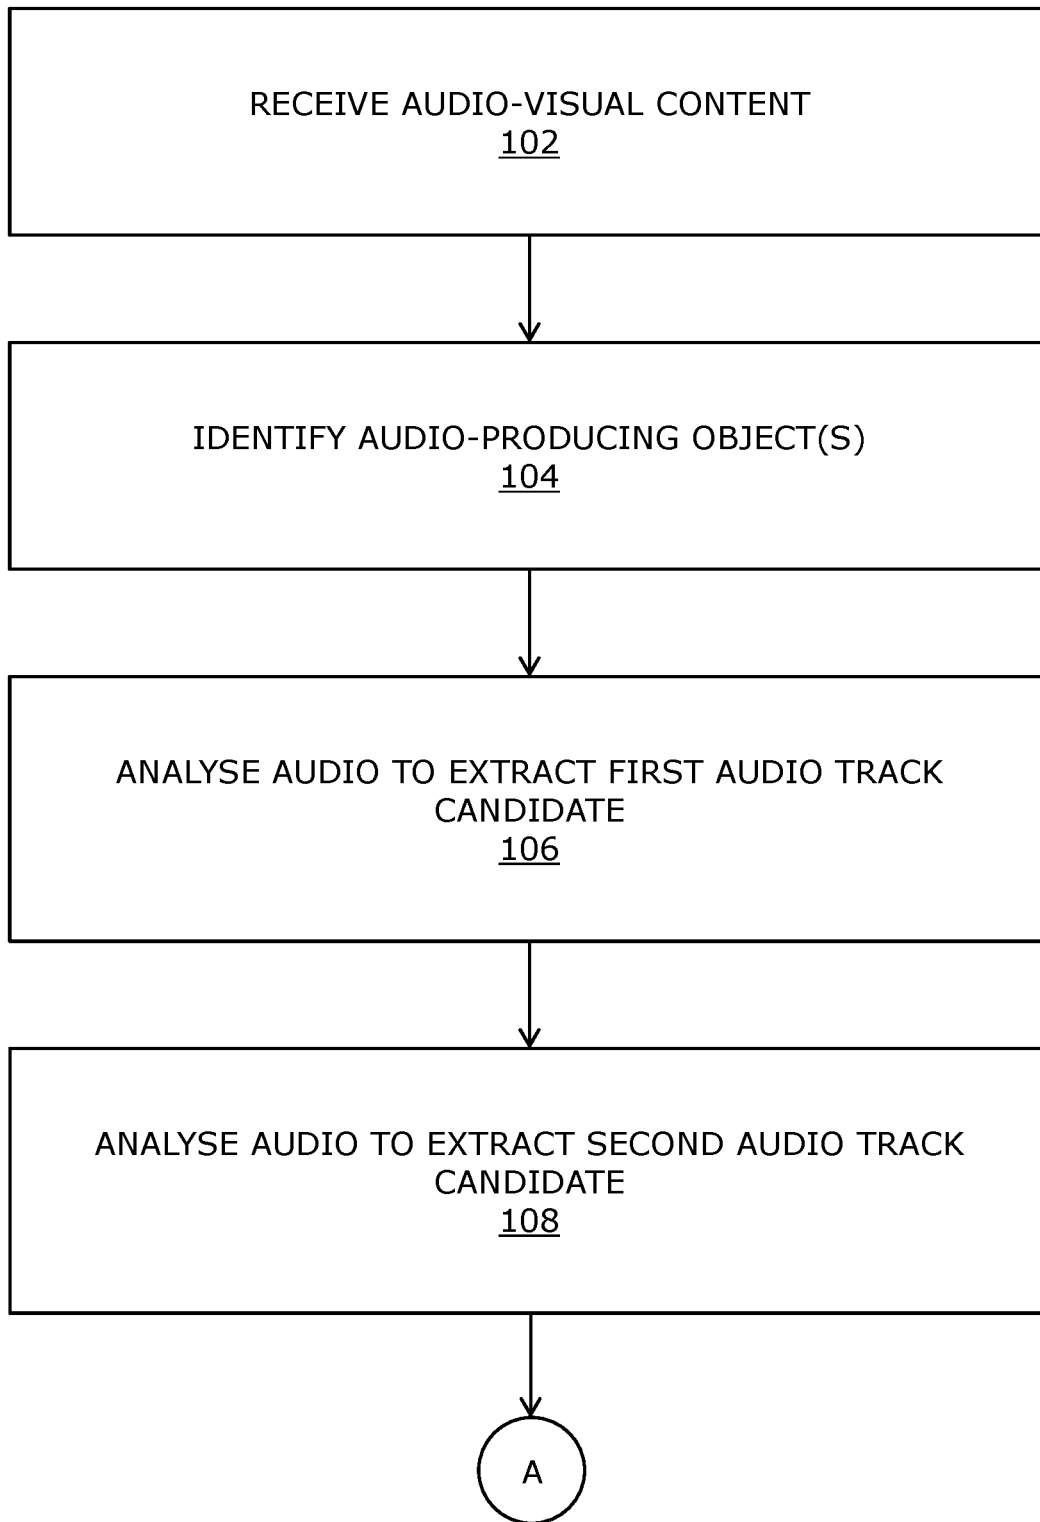 RECEIVE AUDIO-VISUAL CONTENT
102
IDENTIFY AUDIO-PRODUCING OBJECT(S)
104
ANALYSE AUDIO TO EXTRACT FIRST AUDIO TRACK
CANDIDATE
106
ANALYSE AUDIO TO EXTRACT SECOND AUDIO TRACK
CANDIDATE
108
A